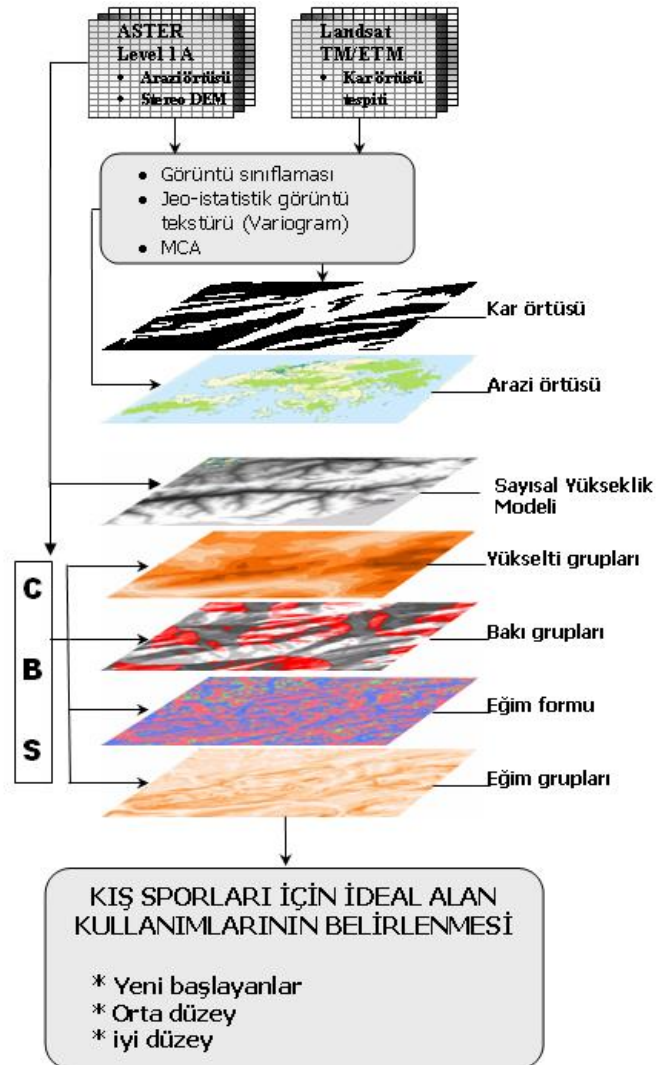 ASTER
Level 1A
• Arazi örtüsü
• Stereo DEM
Landsat
TM/ETM
• Kar örtüsü
tespiti
• Görüntü sınıflaması
• Jeo-istatistik görüntü
tekstürü (Variogram)
• MCA
Kar örtüsü
Arazi örtüsü
Sayısal Yükseklik
Modeli
Yükselti grupları
C
B
S
Bakı grupları
Eğim formu
Eğim grupları
KIŞ SPORLARI İÇİN İDEAL ALAN
KULLANIMLARININ BELİRLENMESİ
* Yeni başlayanlar
* Orta düzey
* iyi düzey